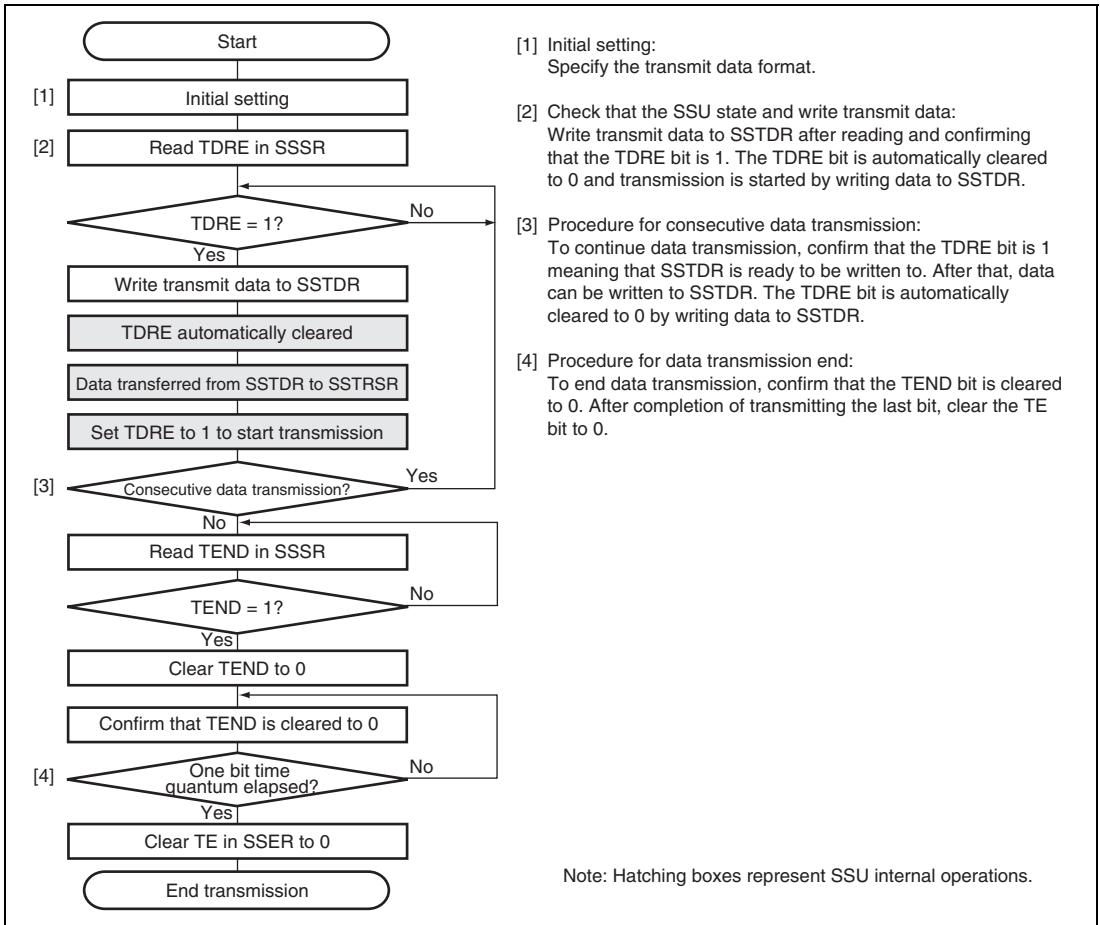 Start
[1] Initial setting
[2] Read TDRE in SSSR
TDRE = 1?
No
Yes
Write transmit data to SSTDR
TDRE automatically cleared
Data transferred from SSTDR to SSTRSR
Set TDRE to 1 to start transmission
[3] Consecutive data transmission?
Yes
No
Read TEND in SSSR
TEND = 1?
No
Yes
Clear TEND to 0
Confirm that TEND is cleared to 0
[4] One bit time
quantum elapsed?
No
Yes
Clear TE in SSER to 0
End transmission
[1] Initial setting:
Specify the transmit data format.
[2] Check that the SSU state and write transmit data:
Write transmit data to SSTDR after reading and confirming
that the TDRE bit is 1. The TDRE bit is automatically cleared
to 0 and transmission is started by writing data to SSTDR.
[3] Procedure for consecutive data transmission:
To continue data transmission, confirm that the TDRE bit is 1
meaning that SSTDR is ready to be written to. After that, data
can be written to SSTDR. The TDRE bit is automatically
cleared to 0 by writing data to SSTDR.
[4] Procedure for data transmission end:
To end data transmission, confirm that the TEND bit is cleared
to 0. After completion of transmitting the last bit, clear the TE
bit to 0.
Note: Hatching boxes represent SSU internal operations.